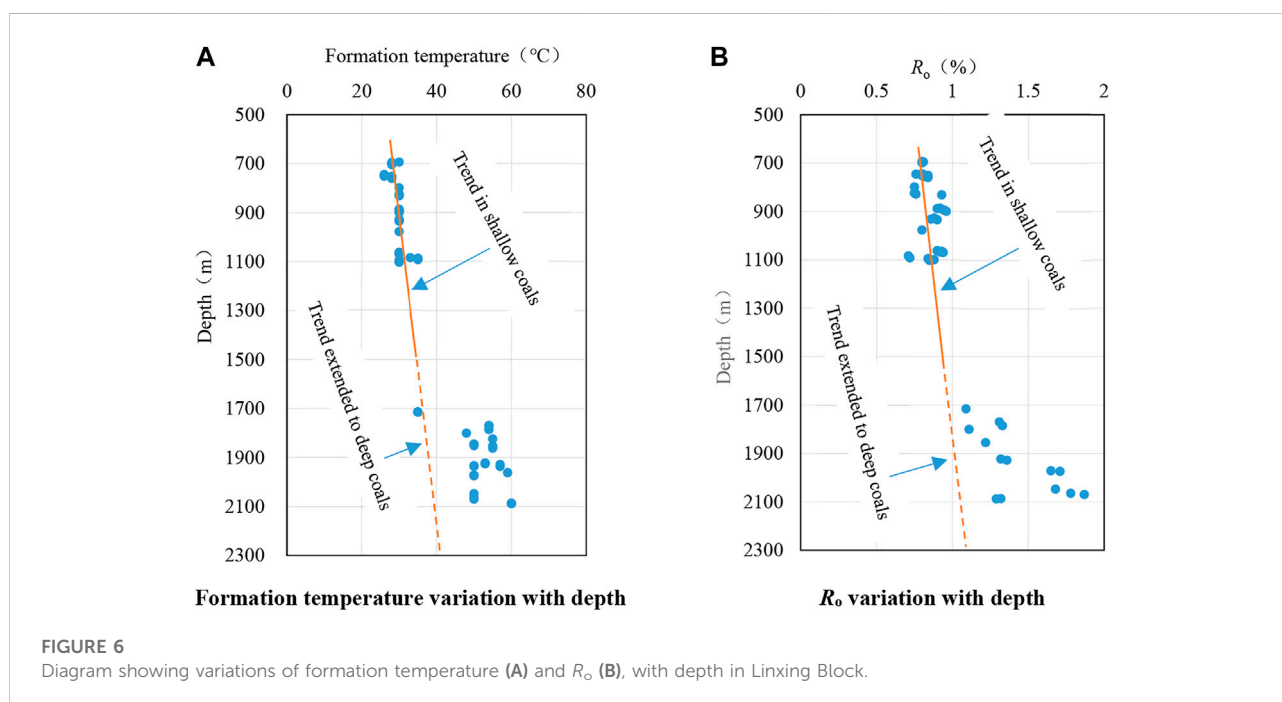 A
Formation temperature（℃）
0 20 40 60 80
500
700
900
1100
1300
1500
1700
1900
2100
2300
Depth（m）
Trend in shallow coals
Trend extended to deep coals
Formation temperature variation with depth
B
Ro（%）
0 0.5 1 1.5 2
500
700
900
1100
1300
1500
1700
1900
2100
2300
Depth（m）
Trend in shallow coals
Trend extended to deep coals
Ro variation with depth
FIGURE 6
Diagram showing variations of formation temperature (A) and Ro (B), with depth in Linxing Block.